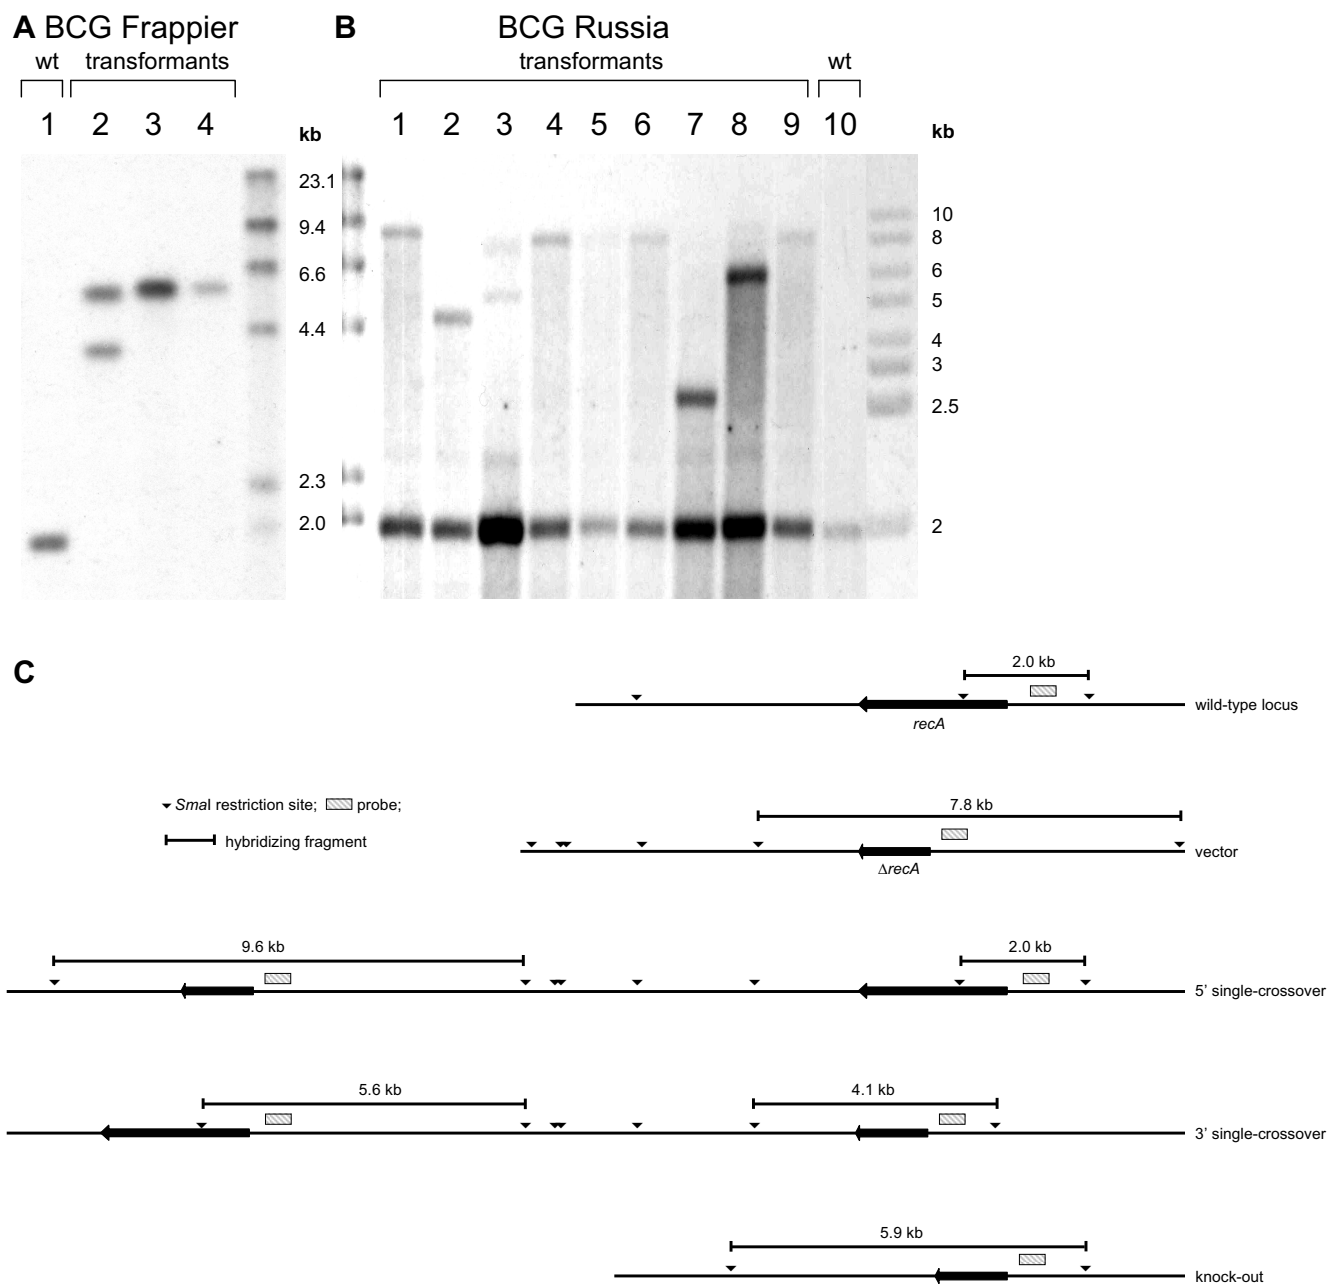 A BCG Frappier
wt transformants
1 2 3 4
kb
23.1
9.4
6.6
4.4
2.3
2.0
B BCG Russia
transformants wt
1 2 3 4 5 6 7 8 9 10
kb
10
8
6
5
4
3
2.5
2
C
2.0 kb
recA
wild-type locus
SmaI restriction site; probe;
hybridizing fragment
7.8 kb
ΔrecA
vector
9.6 kb
2.0 kb
5’ single-crossover
5.6 kb
4.1 kb
3’ single-crossover
5.9 kb
knock-out